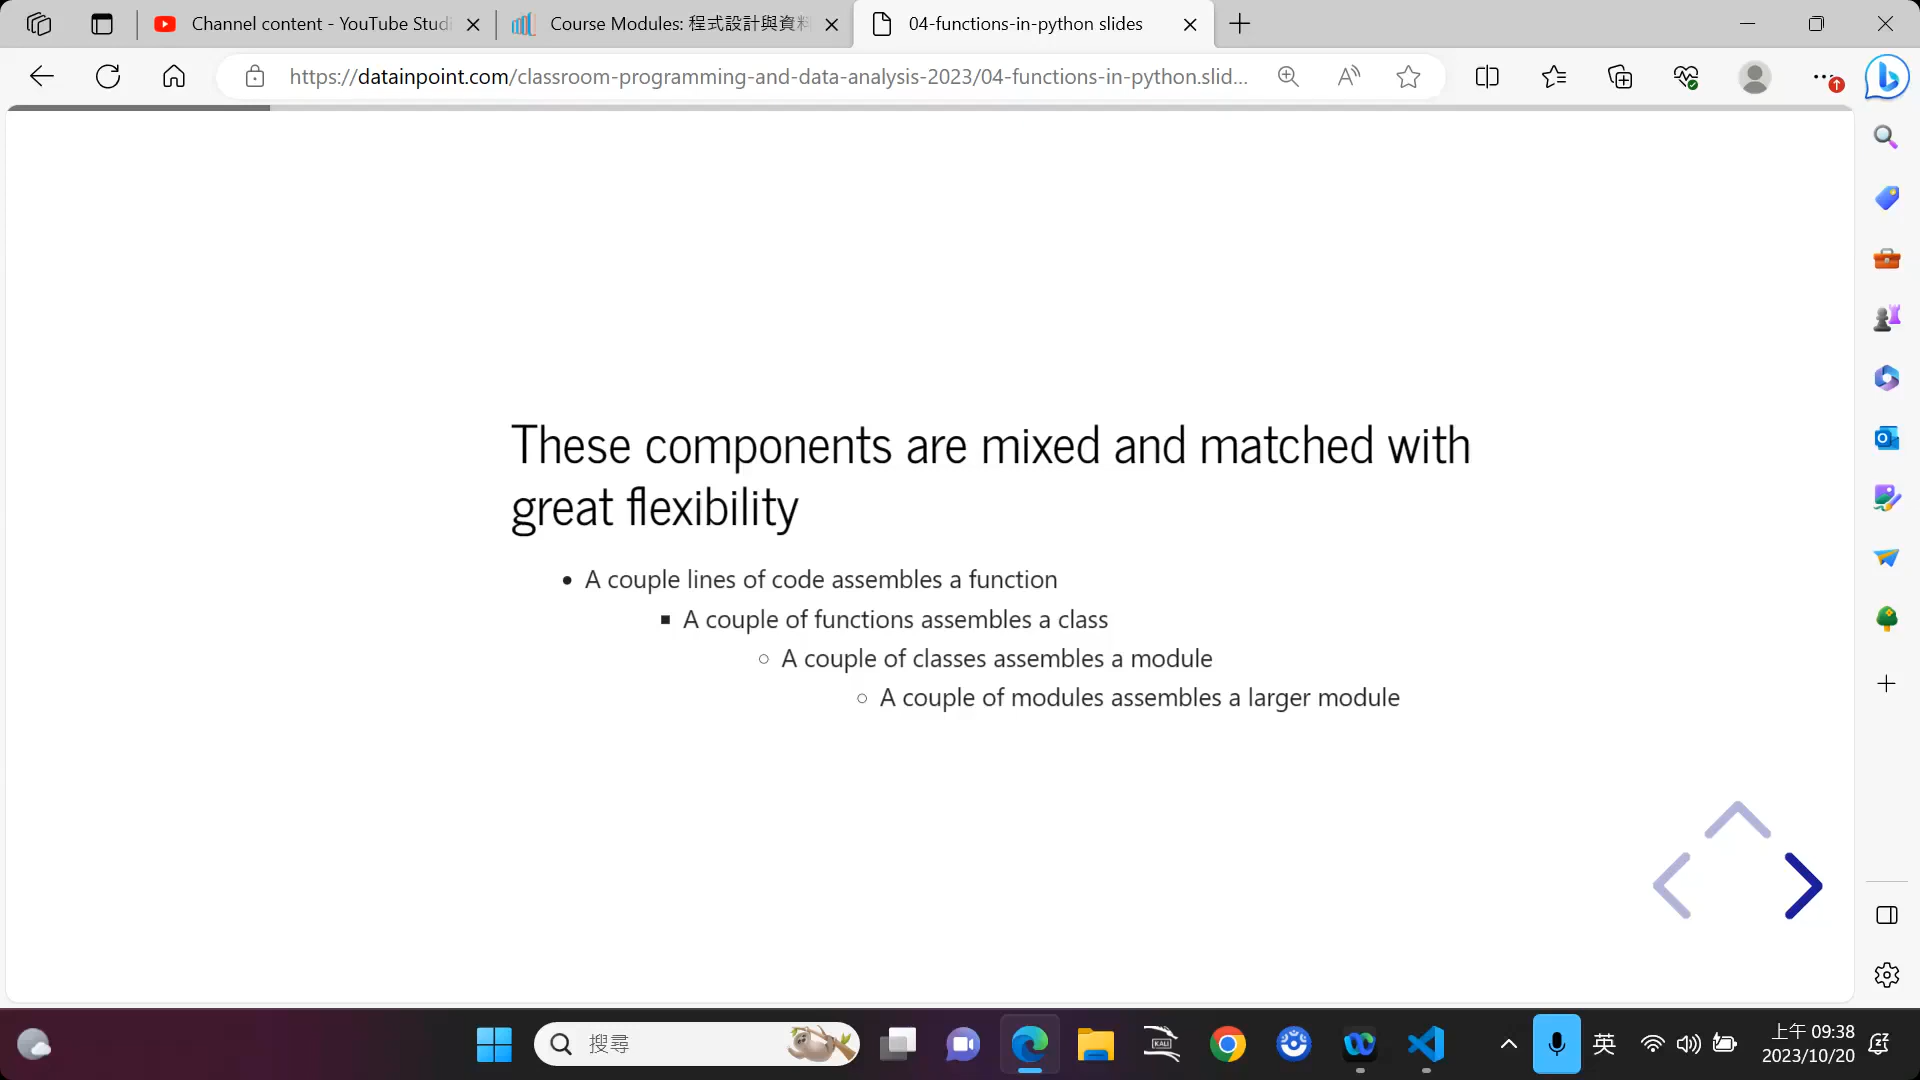 Channel content - YouTube Studi
Course Modules: 程式設計與資料
04-functions-in-python slides
https://datainpoint.com/classroom-programming-and-data-analysis-2023/04-functions-in-python.slid...
These components are mixed and matched with
great flexibility
A couple lines of code assembles a function
A couple of functions assembles a class
A couple of classes assembles a module
A couple of modules assembles a larger module
搜尋
KALI
英
上午 09:38
2023/10/20